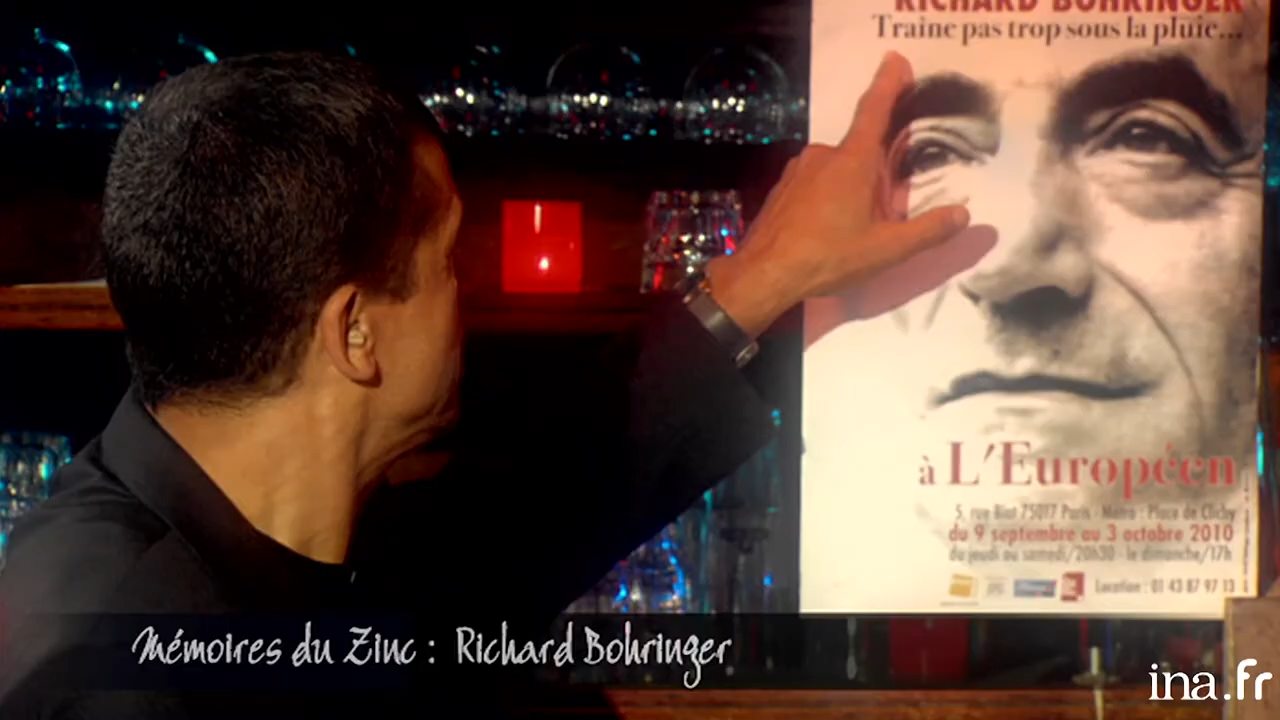 RICHARD BOHRINGER
Traine pas trop sous la pluie...
à L'Européen
5, rue Biot 75017 Paris - Métro : Place de Clichy
du 9 septembre au 3 octobre 2010
du jeudi au samedi/20h30 - le dimanche/17h
Location : 01 43 87 97 13
Mémoires du Zinc : Richard Bohringer
ina.fr